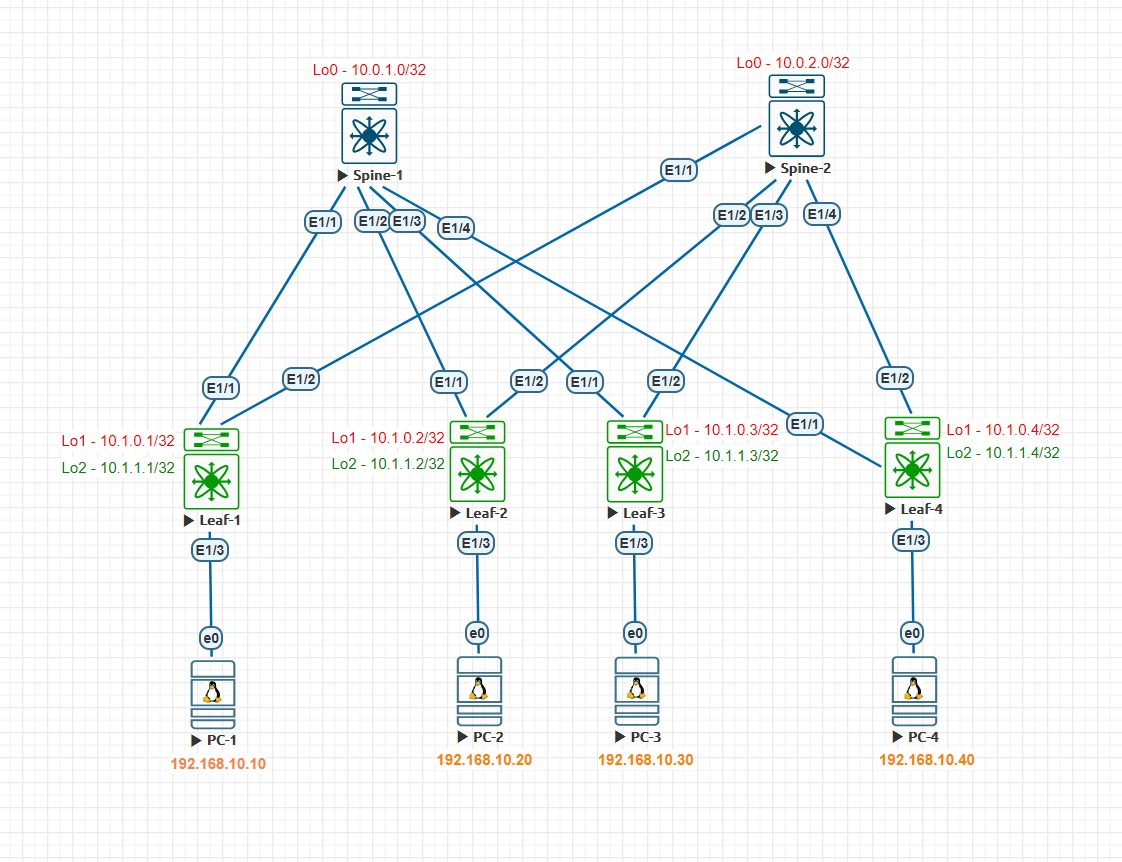 Lo0 - 10.0.1.0/32
Lo0 - 10.0.2.0/32
Spine-1
Spine-2
E1/1
E1/1
E1/2
E1/3
E1/4
E1/2
E1/3
E1/4
E1/1
E1/2
E1/1
E1/2
E1/1
E1/2
E1/2
E1/1
Lo1 - 10.1.0.1/32
Lo2 - 10.1.1.1/32
Lo1 - 10.1.0.2/32
Lo2 - 10.1.1.2/32
Lo1 - 10.1.0.3/32
Lo2 - 10.1.1.3/32
Lo1 - 10.1.0.4/32
Lo2 - 10.1.1.4/32
Leaf-1
Leaf-2
Leaf-3
Leaf-4
E1/3
E1/3
E1/3
E1/3
e0
e0
e0
e0
PC-1
PC-2
PC-3
PC-4
192.168.10.10
192.168.10.20
192.168.10.30
192.168.10.40